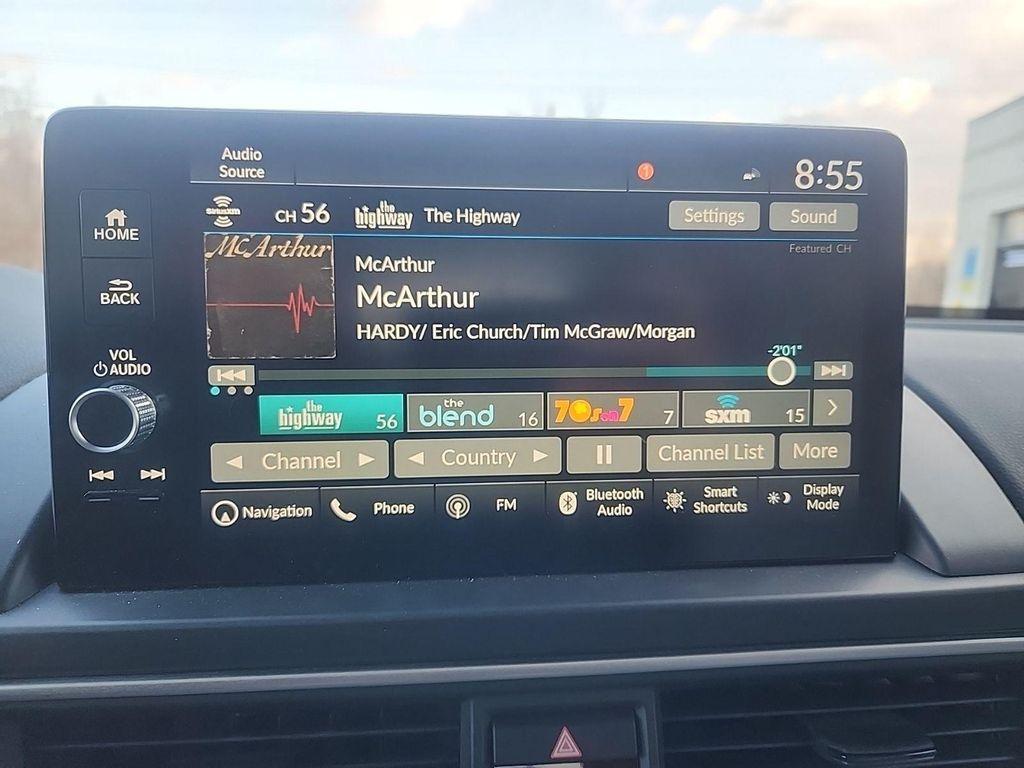 Audio
Source
1
8:55
HOME
BACK
VOL
AUDIO
siriusxm
CH 56
the
highway
The Highway
Settings
Sound
Featured CH
McArthur
McArthur
McArthur
HARDY/ Eric Church/Tim McGraw/Morgan
-2'01"
the
highway
56
the
blend
16
70s on 7
7
sxm
15
Channel
Country
Channel List
More
Navigation
Phone
FM
Bluetooth
Audio
Smart
Shortcuts
Display
Mode